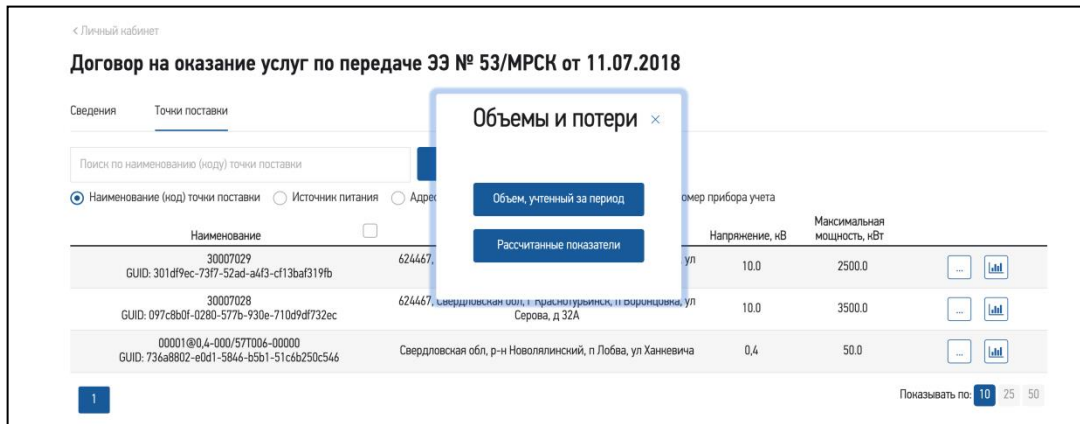 < Личный кабинет
Договор на оказание услуг по передаче ЭЭ № 53/МРСК от 11.07.2018
Сведения Точки поставки
Объемы и потери ×
Поиск по наименованию (коду) точки поставки
Объем, учтенный за период
Наименование (код) точки поставки Источник питания прибора учета
Рассчитанные показатели
Наименование Напряжение, кВ Максимальная
мощность, кВт
30007029 624467, ул 10.0 2500.0 ...
GUID: 301df9ec-73f7-52ad-a4f3-cf13baf319fb
30007028 624467, Свердловская обл, г Краснотурьинск, п Воронцовка, ул 10.0 3500.0 ...
GUID: 097c8b0f-0280-577b-930e-710d9df732ec Серова, д 32А
00001@0,4-000/57Т006-00000 Свердловская обл, р-н Новолялинский, п Лобва, ул Ханкевича 0,4 50.0 ...
GUID: 736a8802-e0d1-5846-b5b1-51c6b250c546
1 Показывать по: 10 25 50